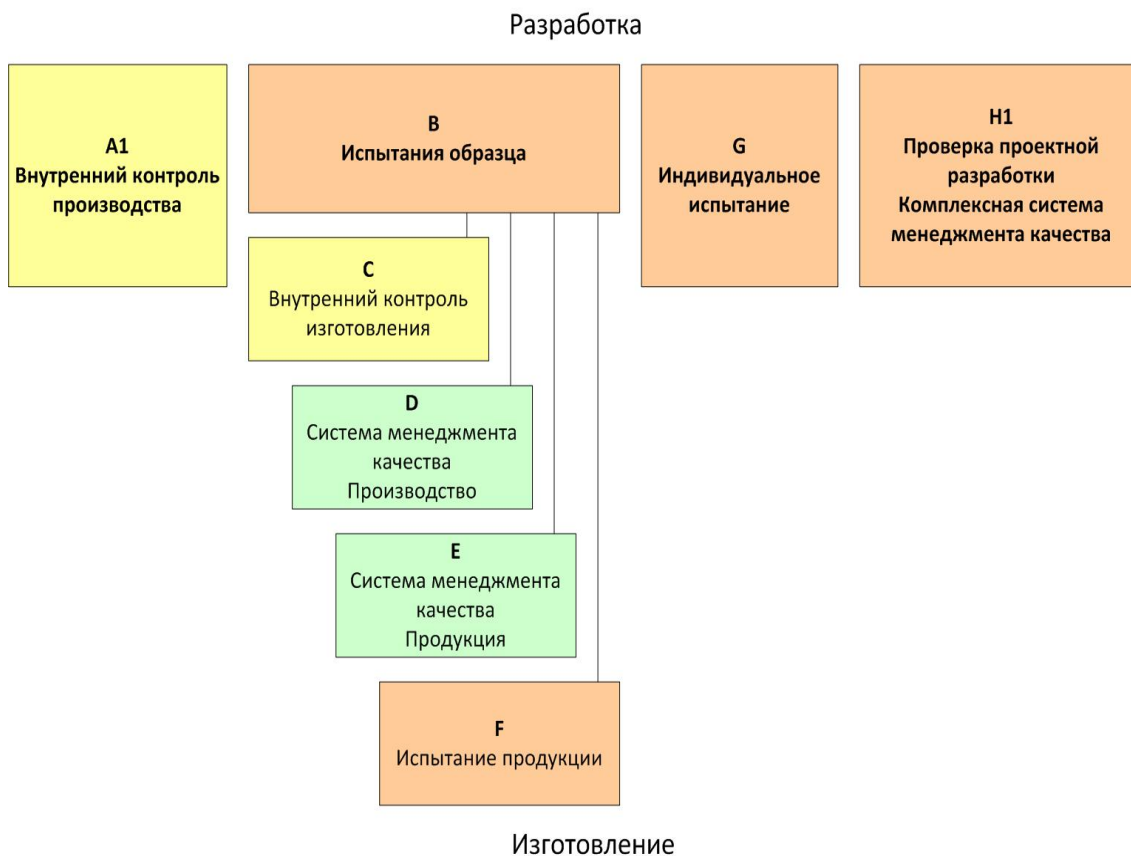 Разработка
A1
Внутренний контроль
производства
B
Испытания образца
G
Индивидуальное
испытание
H1
Проверка проектной
разработки
Комплексная система
менеджмента качества
C
Внутренний контроль
изготовления
D
Система менеджмента
качества
Производство
E
Система менеджмента
качества
Продукция
F
Испытание продукции
Изготовление